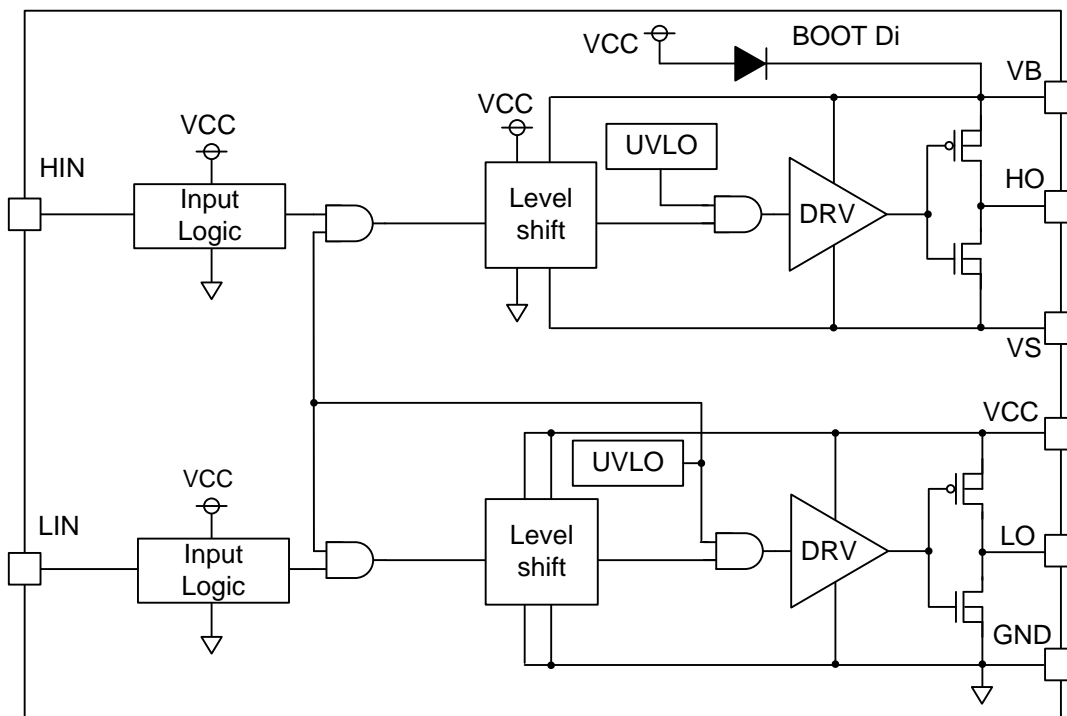 BOOT Di
VCC
VB
VCC
VCC
UVLO
HIN
HO
Input
Logic
Level
shift
DRV
VS
VCC
UVLO
VCC
LIN
LO
Input
Logic
Level
shift
DRV
GND